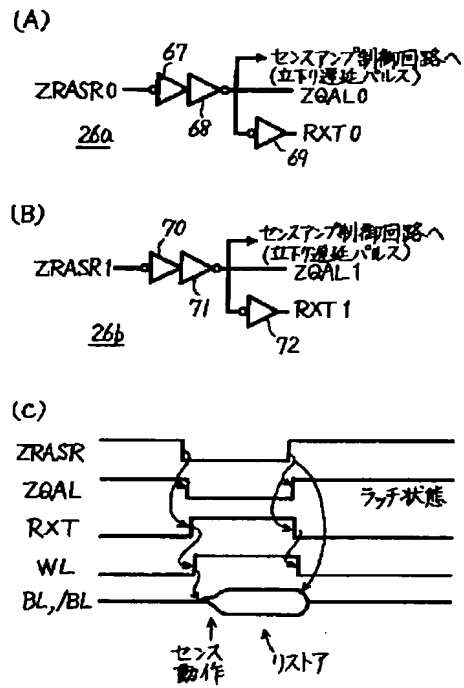 (A)
67
センスアンプ制御回路へ
(立下り遅延パルス)
ZRASR0
ZQAL0
68
26a
RXT0
69
(B)
70
センスアンプ制御回路へ
(立下り遅延パルス)
ZRASR1
ZQAL1
71
RXT1
26b
72
(C)
ZRASR
ZQAL
ラッチ状態
RXT
WL
BL,/BL
センス
動作
リストア